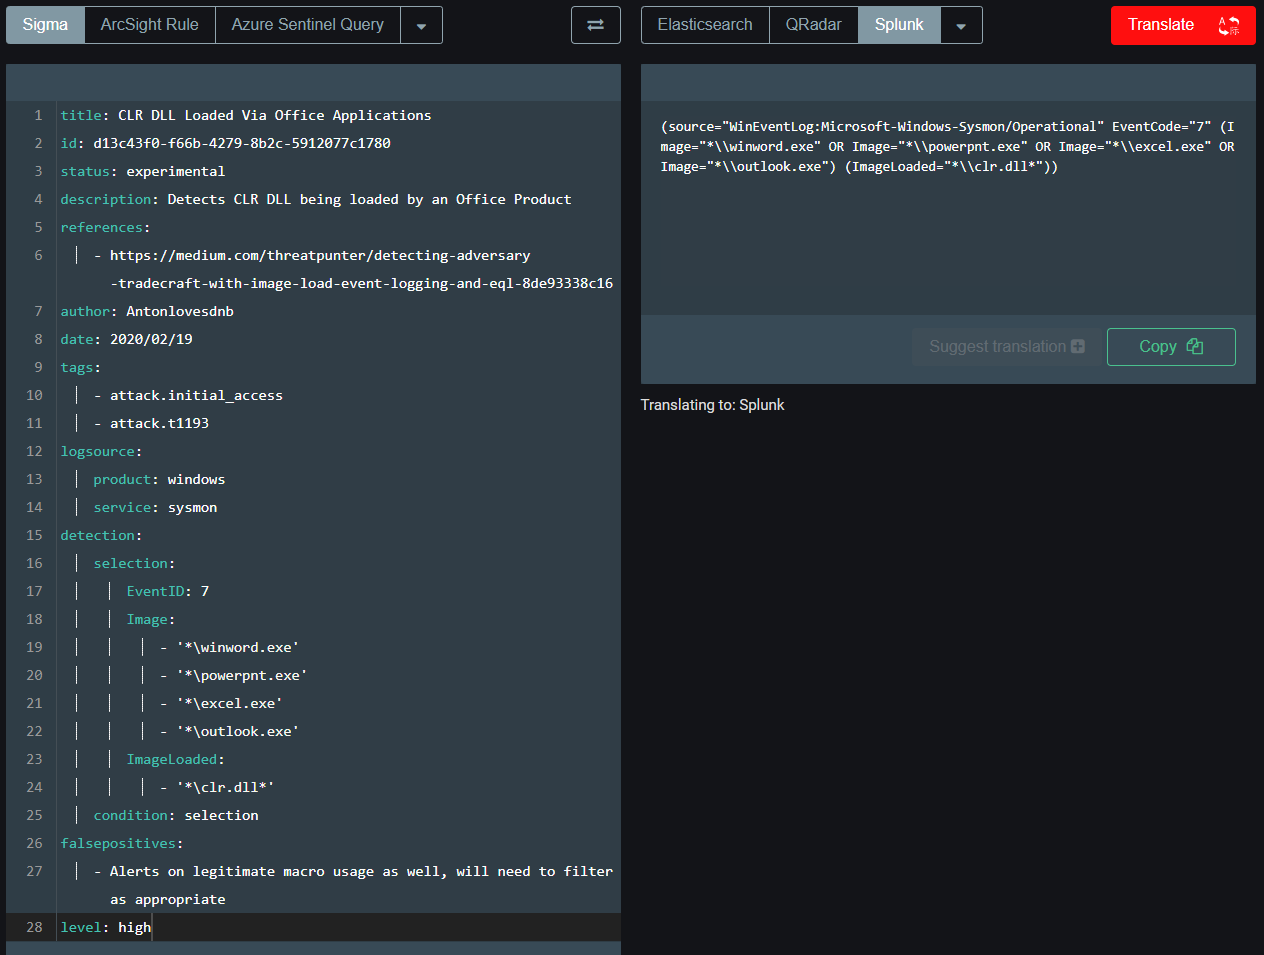 Sigma ArcSight Rule Azure Sentinel Query
Elasticsearch QRadar Splunk
Translate
1 title: CLR DLL Loaded Via Office Applications
2 id: d13c43f0-f66b-4279-8b2c-5912077c1780
3 status: experimental
4 description: Detects CLR DLL being loaded by an Office Product
5 references:
6 - https://medium.com/threatpunter/detecting-adversary
-tradecraft-with-image-load-event-logging-and-eql-8de93338c16
7 author: Antonlovesdnb
8 date: 2020/02/19
9 tags:
10 - attack.initial_access
11 - attack.t1193
12 logsource:
13 product: windows
14 service: sysmon
15 detection:
16 selection:
17 EventID: 7
18 Image:
19 - '*\winword.exe'
20 - '*\powerpnt.exe'
21 - '*\excel.exe'
22 - '*\outlook.exe'
23 ImageLoaded:
24 - '*\clr.dll*'
25 condition: selection
26 falsepositives:
27 - Alerts on legitimate macro usage as well, will need to filter
as appropriate
28 level: high
(source="WinEventLog:Microsoft-Windows-Sysmon/Operational" EventCode="7" (I
mage="*\\winword.exe" OR Image="*\\powerpnt.exe" OR Image="*\\excel.exe" OR
Image="*\\outlook.exe") (ImageLoaded="*\\clr.dll*"))
Suggest translation
Copy
Translating to: Splunk